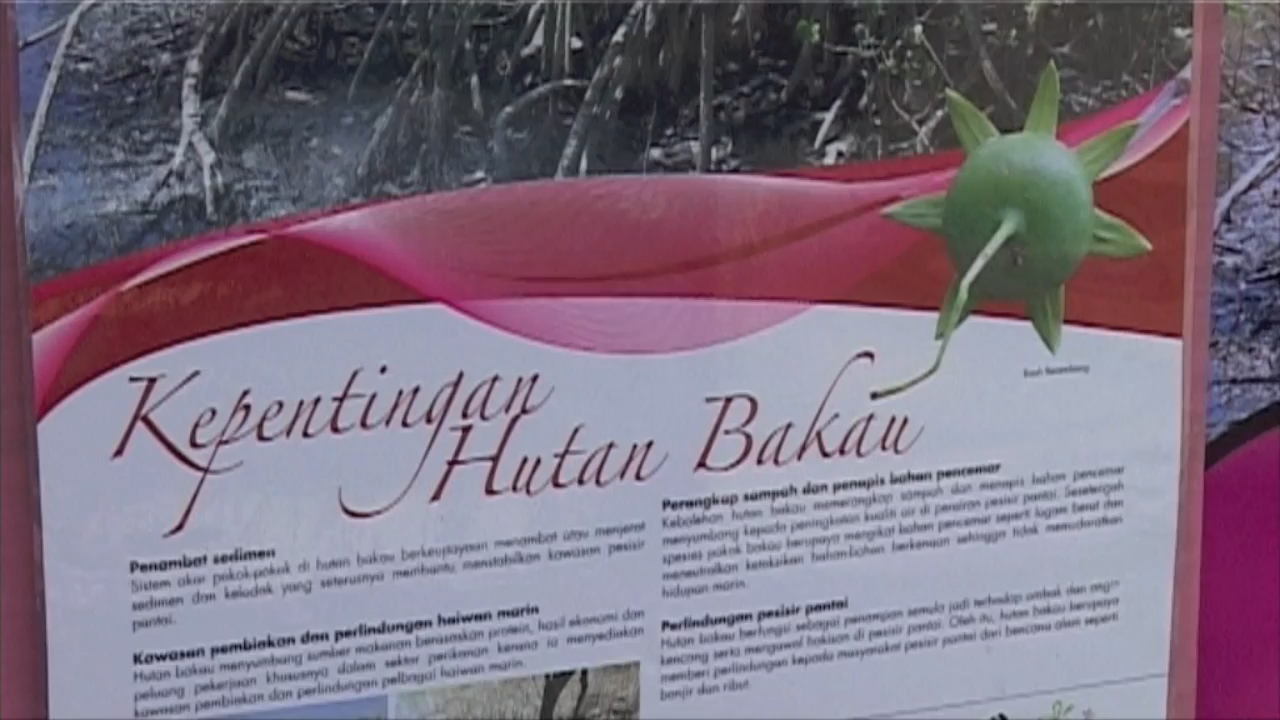 Kepentingan
Hutan Bakau
Buah Berembang
Penambat sedimen
Sistem akar pokok-pokok di hutan bakau berkeupayaan menambat atau menjerat
sedimen dan kelodak yang seterusnya membantu menstabilkan kawasan pesisir
pantai.
Kawasan pembiakan dan perlindungan haiwan marin
Hutan bakau menyumbang sumber makanan berasaskan protein, hasil ekonomi dan
peluang pekerjaan khususnya dalam sektor perikanan kerana ia menyediakan
kawasan pembiakan dan perlindungan pelbagai haiwan marin.
Perangkap sampah dan penapis bahan pencemar
Kebolehan hutan bakau memerangkap sampah dan menapis bahan pencemar
menyumbang kepada peningkatan kualiti air di perairan pesisir pantai. Sesetengah
spesies pokok bakau berupaya mengikat bahan pencemar seperti logam berat dan
meneutralkan ketoksikan bahan-bahan berkenaan sehingga tidak memudaratkan
hidupan marin.
Perlindungan pesisir pantai
Hutan bakau berfungsi sebagai penampan semula jadi terhadap ombak dan angin
kencang serta mengawal hakisan di pesisir pantai. Oleh itu, hutan bakau berupaya
memberi perlindungan kepada masyarakat pesisir pantai dari bencana alam seperti
banjir dan ribut.